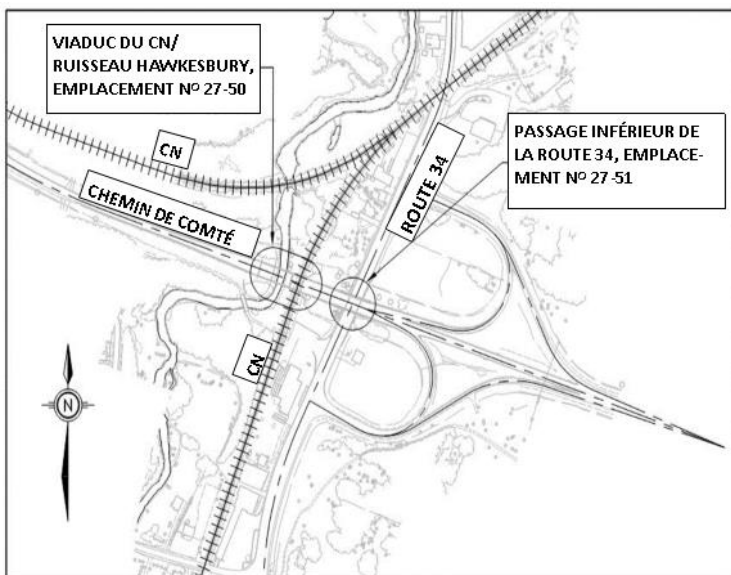 VIADUC DU CN/
RUISSEAU HAWKESBURY,
EMPLACEMENT Nº 27-50
PASSAGE INFÉRIEUR DE
LA ROUTE 34, EMPLACE-
MENT Nº 27-51
CN
ROUTE 34
CHEMIN DE COMTÉ
CN
N